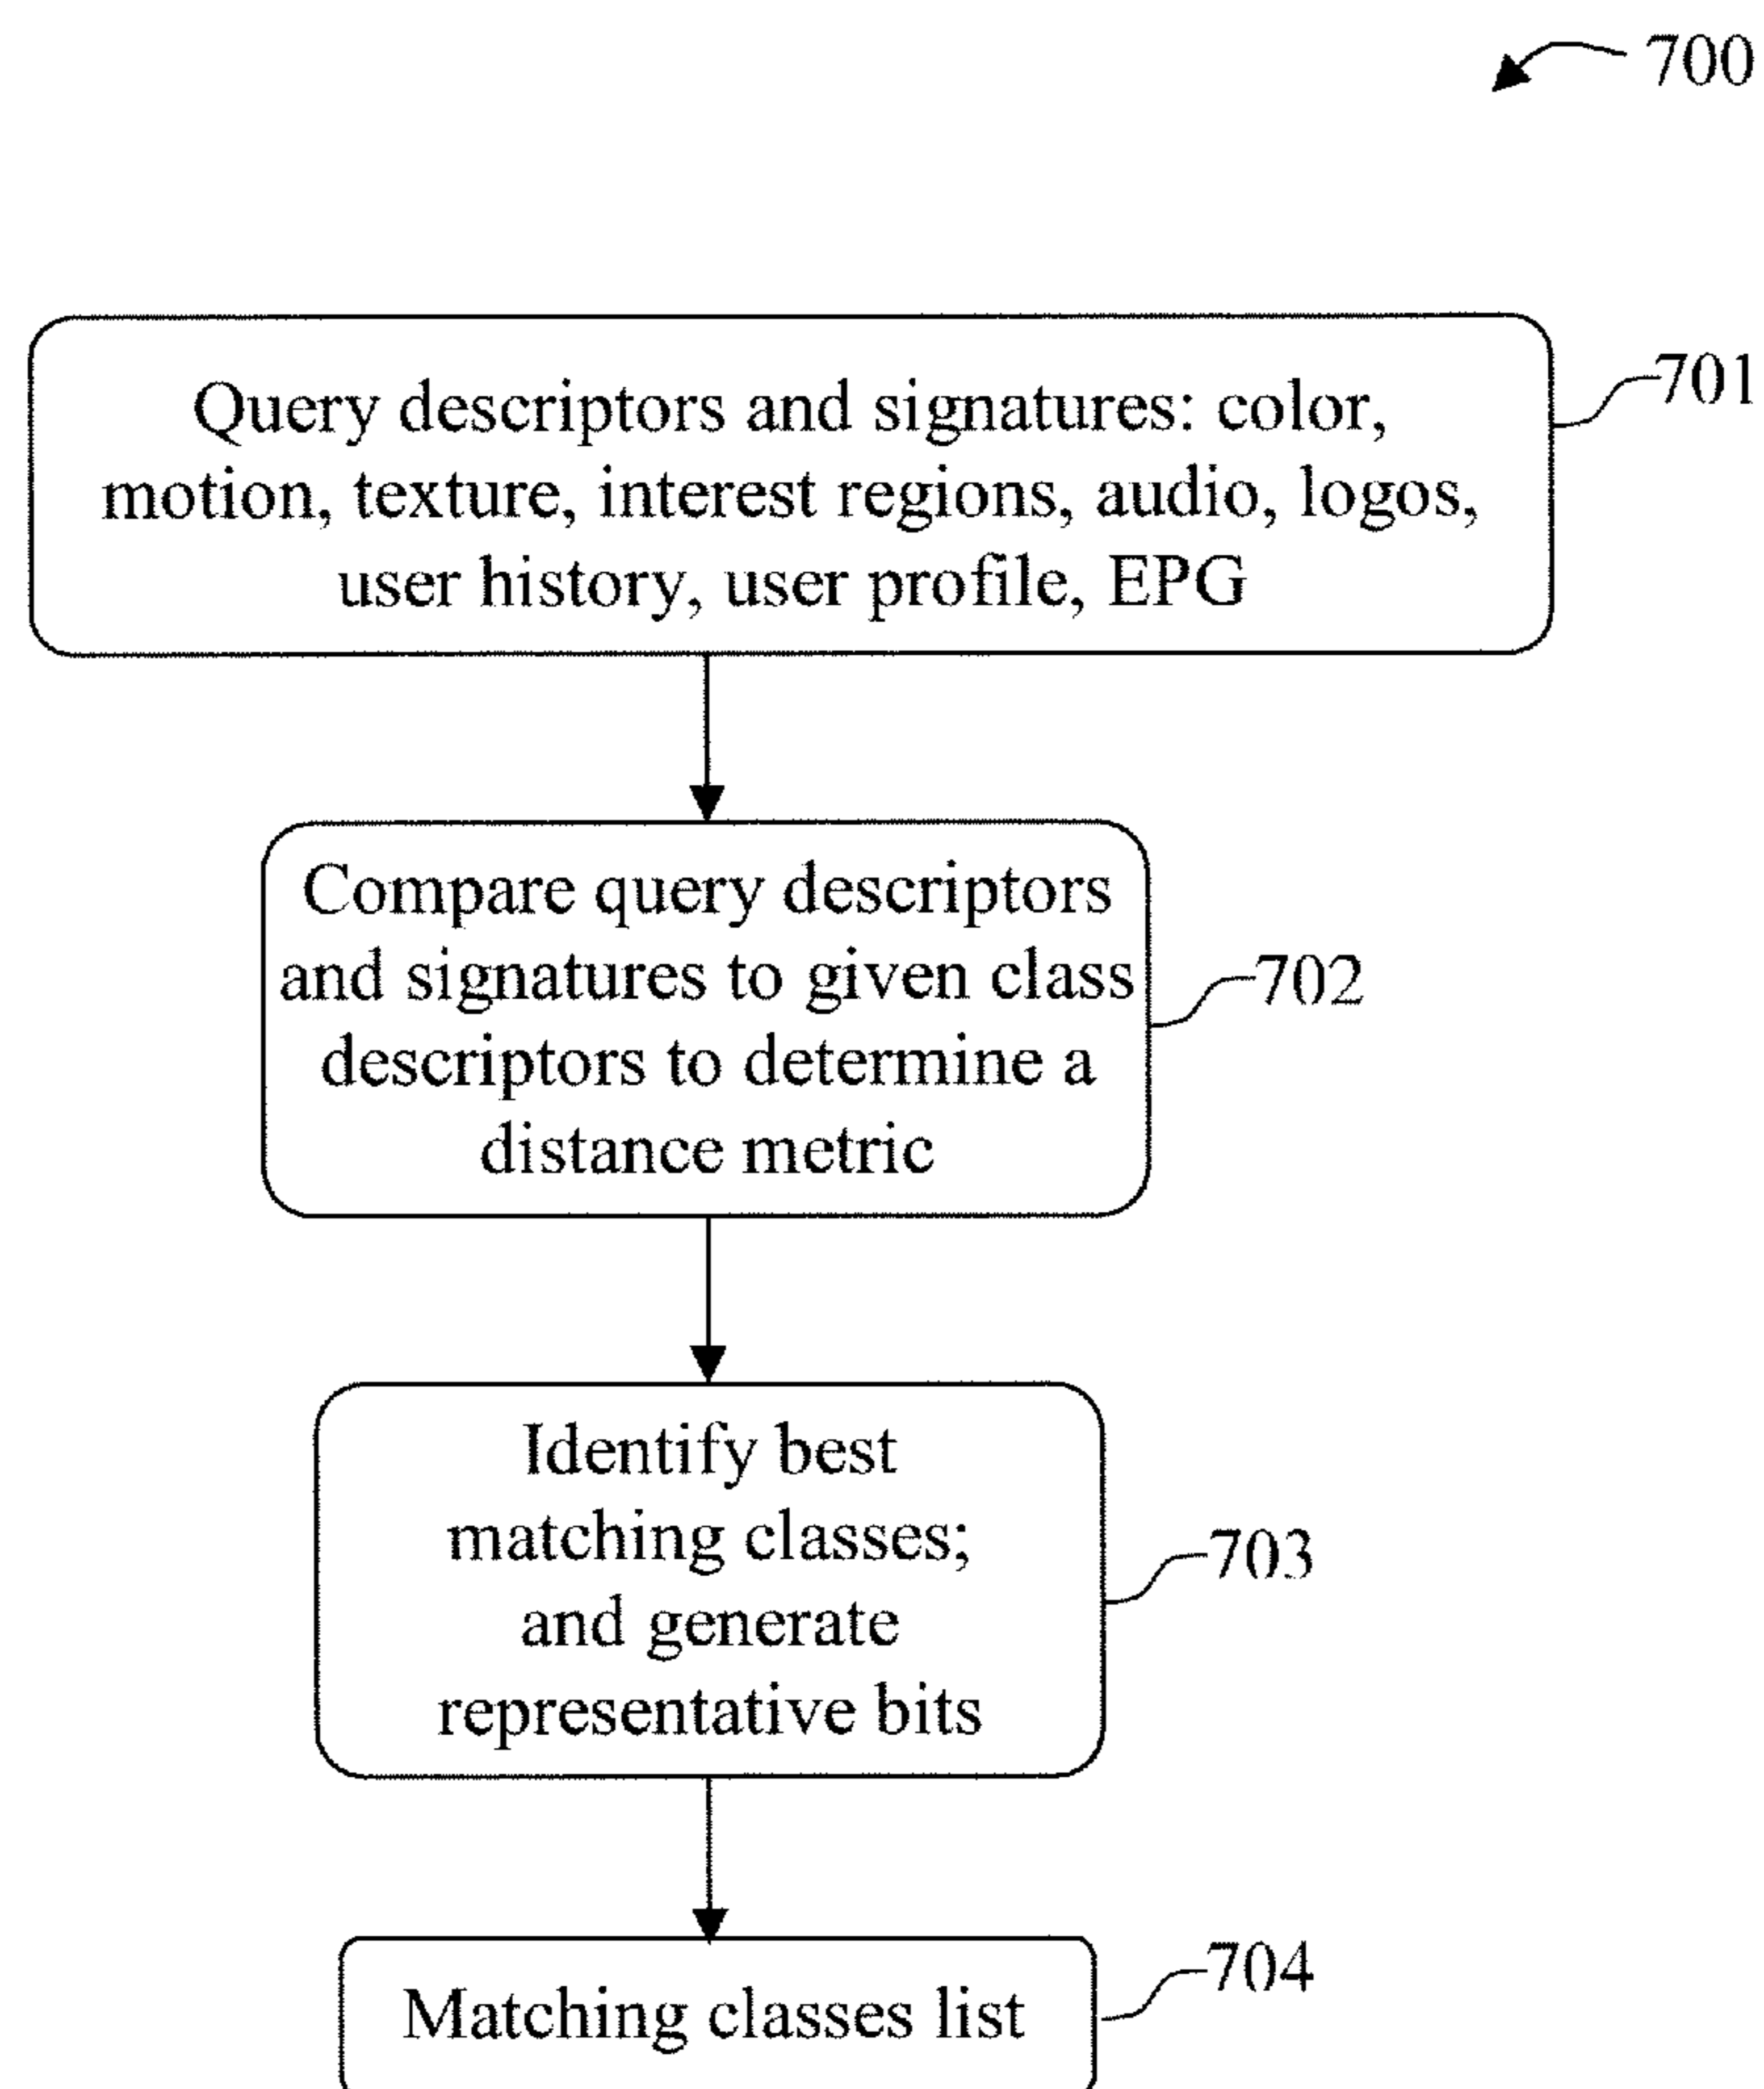 700
Query descriptors and signatures: color,
motion, texture, interest regions, audio, logos,
user history, user profile, EPG
701
Compare query descriptors
and signatures to given class
descriptors to determine a
distance metric
702
Identify best
matching classes;
and generate
representative bits
703
Matching classes list
704